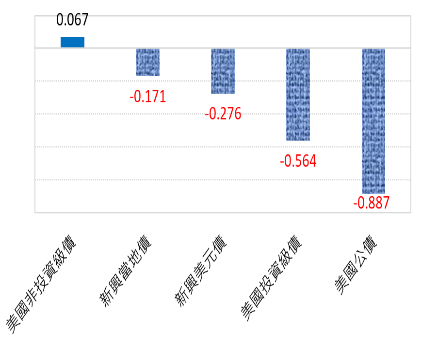 0.067
-0.171
-0.276
-0.564
-0.887
美國非投資級債
新興當地債
新興美元債
美國投資級債
美國公債